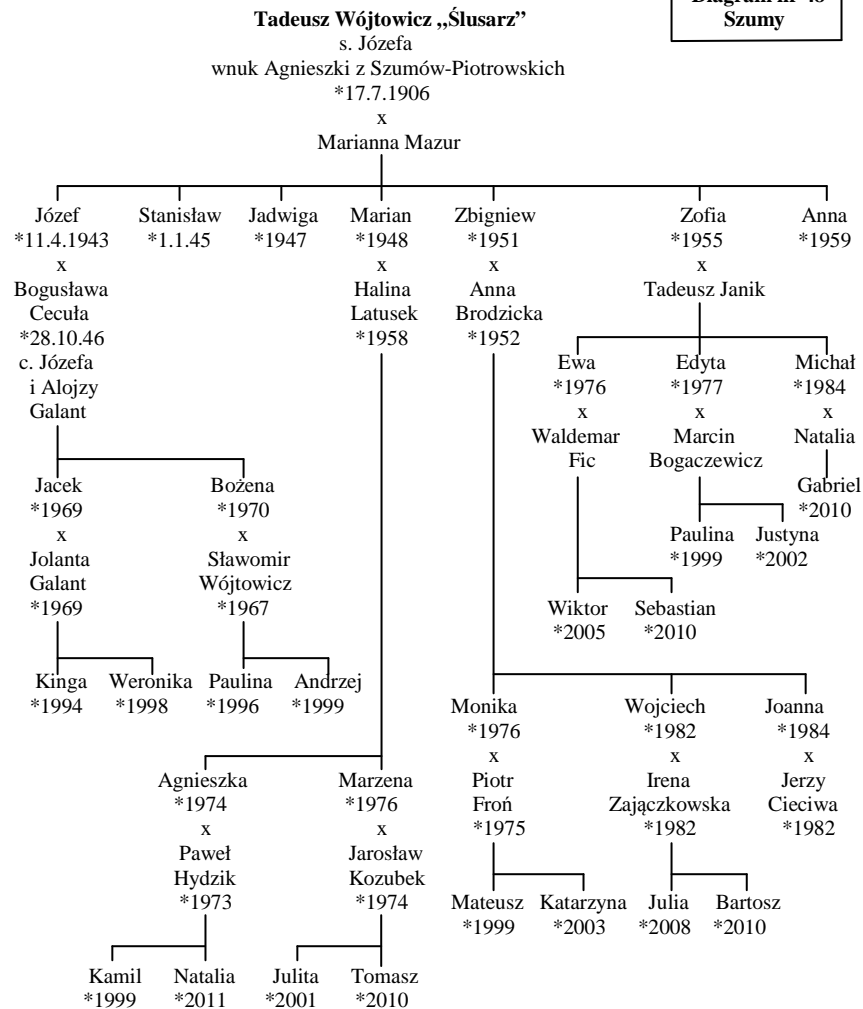 Diagram nr 48
Szumy
Tadeusz Wójtowicz „Ślusarz”
s. Józefa
wnuk Agnieszki z Szumów-Piotrowskich
*17.7.1906
x
Marianna Mazur
Józef Stanisław Jadwiga Marian Zbigniew Zofia Anna
*11.4.1943 *1.1.45 *1947 *1948 *1951 *1955 *1959
x x x x
Bogusława Halina Anna Tadeusz Janik
Cecuła Latusek Brodzicka
*28.10.46 *1958 *1952
c. Józefa
i Alojzy
Galant
Ewa Edyta Michał
*1976 *1977 *1984
x x x
Waldemar Marcin Natalia
Fic Bogaczewicz
Gabriel
*2010
Jacek Bożena
*1969 *1970
x x
Jolanta Sławomir
Galant Wójtowicz
*1969 *1967
Paulina Justyna
*1999 *2002
Wiktor Sebastian
*2005 *2010
Kinga Weronika Paulina Andrzej
*1994 *1998 *1996 *1999
Monika Wojciech Joanna
*1976 *1982 *1984
x x x
Piotr Irena Jerzy
Froń Zajączkowska Cieciwa
*1975 *1982 *1982
Agnieszka Marzena
*1974 *1976
x x
Paweł Jarosław
Hydzik Kozubek
*1973 *1974
Mateusz Katarzyna Julia Bartosz
*1999 *2003 *2008 *2010
Kamil Natalia Julita Tomasz
*1999 *2011 *2001 *2010